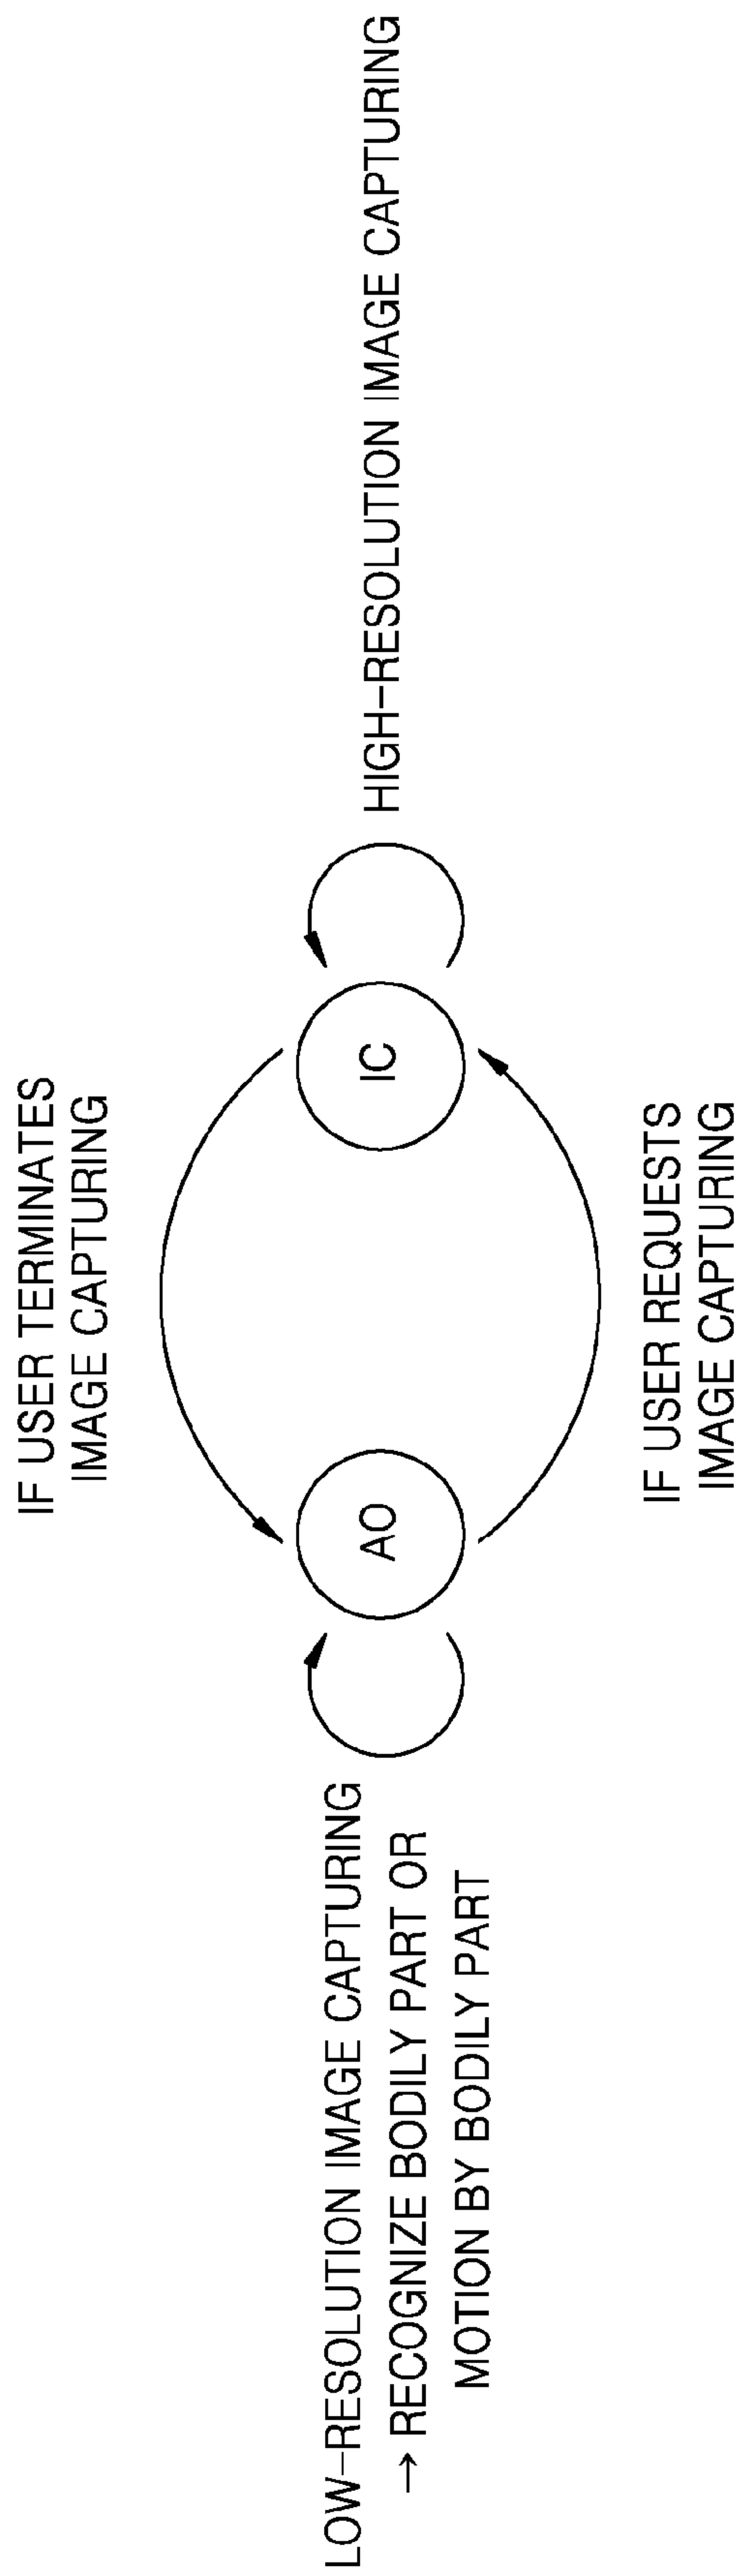 IF USER TERMINATES
IMAGE CAPTURING
LOW-RESOLUTION IMAGE CAPTURING
→ RECOGNIZE BODILY PART OR
MOTION BY BODILY PART
AO
IC
HIGH-RESOLUTION IMAGE CAPTURING
IF USER REQUESTS
IMAGE CAPTURING